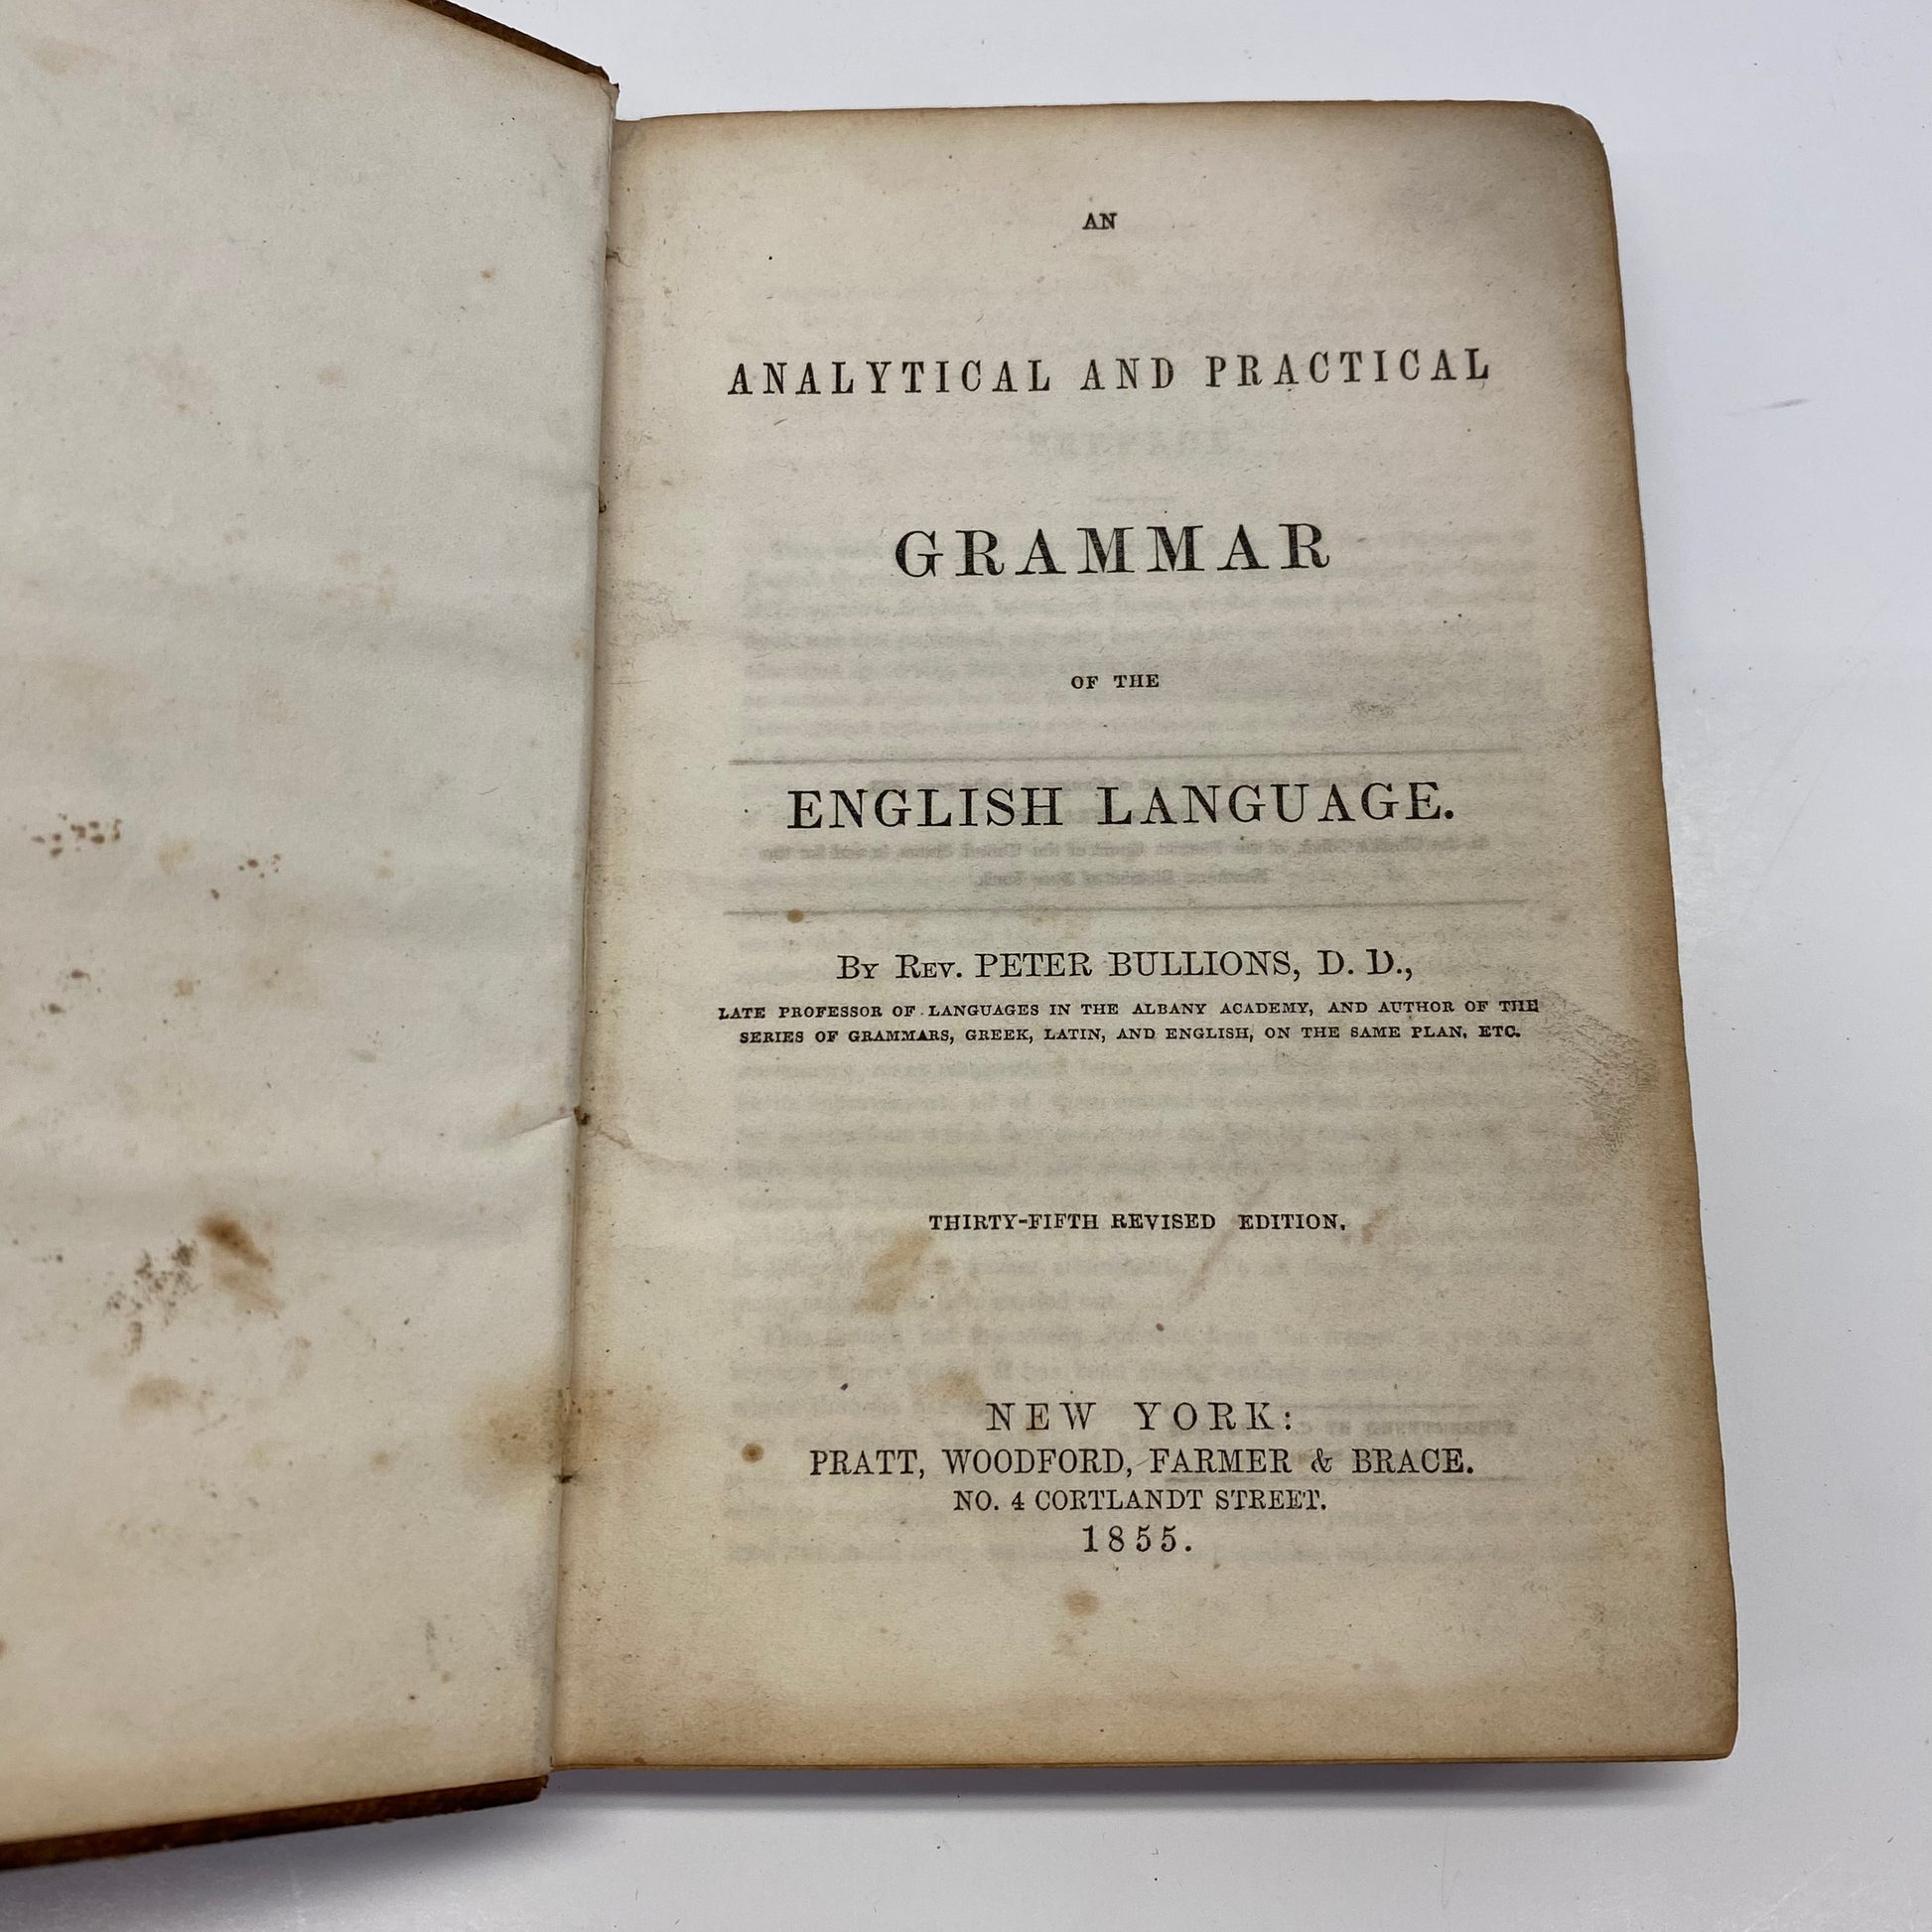 AN
ANALYTICAL AND PRACTICAL
GRAMMAR
OF THE
ENGLISH LANGUAGE.
By Rev. PETER BULLIONS, D. D.,
LATE PROFESSOR OF LANGUAGES IN THE ALBANY ACADEMY, AND AUTHOR OF THE
SERIES OF GRAMMARS, GREEK, LATIN, AND ENGLISH, ON THE SAME PLAN, ETC.
THIRTY-FIFTH REVISED EDITION.
NEW YORK:
PRATT, WOODFORD, FARMER & BRACE.
NO. 4 CORTLANDT STREET.
1855.